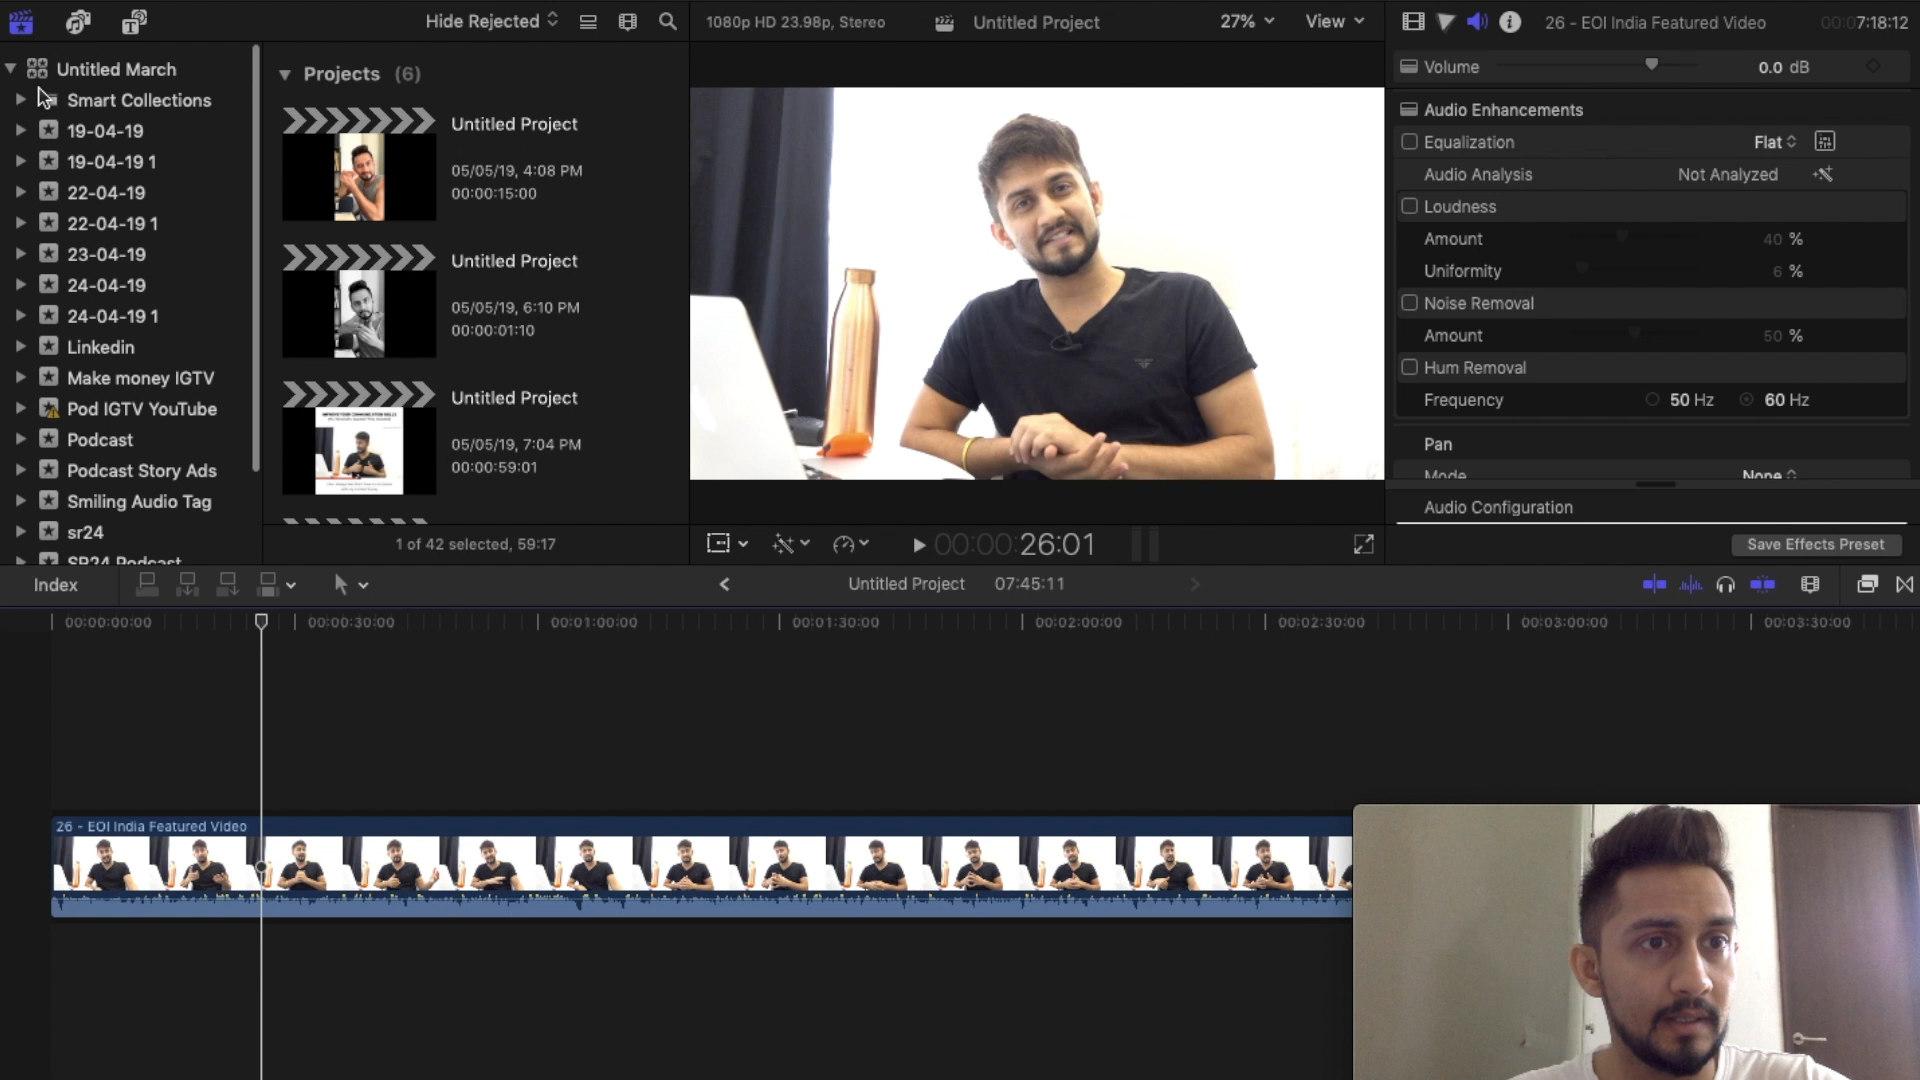 Hide Rejected
1080p HD 23.98p, Stereo
Untitled Project
27%
View
26 - EOI India Featured Video
00:07:18:12
Untitled March
Smart Collections
19-04-19
19-04-19 1
22-04-19
22-04-19 1
23-04-19
24-04-19
24-04-19 1
Linkedin
Make money IGTV
Pod IGTV YouTube
Podcast
Podcast Story Ads
Smiling Audio Tag
sr24
SR24 Podcast
Projects (6)
Untitled Project
05/05/19, 4:08 PM
00:00:15:00
Untitled Project
05/05/19, 6:10 PM
00:00:01:10
Untitled Project
05/05/19, 7:04 PM
00:00:59:01
1 of 42 selected, 59:17
00:00:26:01
Volume 0.0 dB
Audio Enhancements
Equalization Flat
Audio Analysis Not Analyzed
Loudness
Amount 40 %
Uniformity 6 %
Noise Removal
Amount 50 %
Hum Removal
Frequency 50 Hz 60 Hz
Pan
Mode None
Audio Configuration
Save Effects Preset
Index
Untitled Project 07:45:11
00:00:00:00 00:00:30:00 00:01:00:00 00:01:30:00 00:02:00:00 00:02:30:00 00:03:00:00 00:03:30:00
26 - EOI India Featured Video